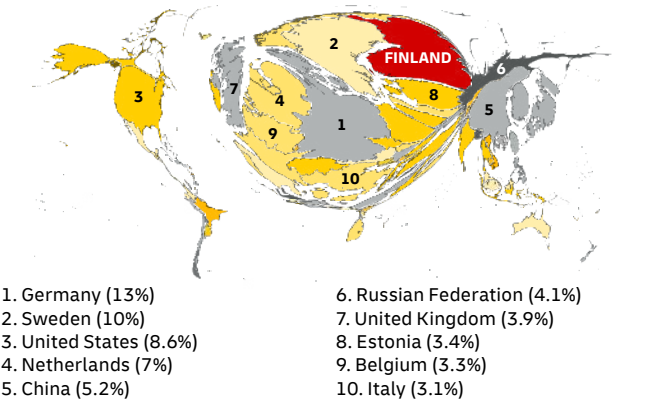 2
FINLAND
6
3
7
4
8
5
1
9
10
1. Germany (13%)
2. Sweden (10%)
3. United States (8.6%)
4. Netherlands (7%)
5. China (5.2%)
6. Russian Federation (4.1%)
7. United Kingdom (3.9%)
8. Estonia (3.4%)
9. Belgium (3.3%)
10. Italy (3.1%)